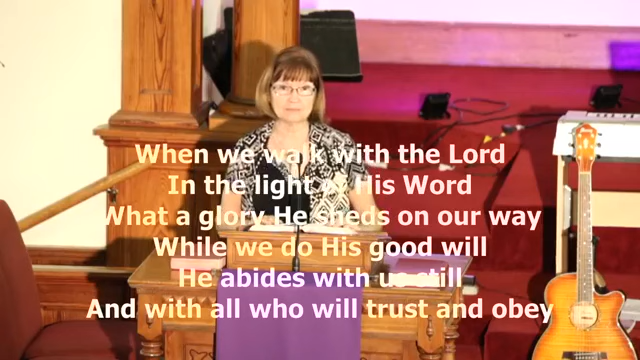 When we walk with the Lord
In the light of His Word
What a glory He sheds on our way
While we do His good will
He abides with us still
And with all who will trust and obey